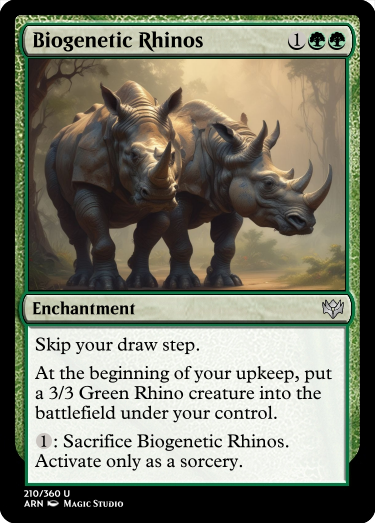 Biogenetic Rhinos 1
Enchantment
Skip your draw step.
At the beginning of your upkeep, put
a 3/3 Green Rhino creature into the
battlefield under your control.
1: Sacrifice Biogenetic Rhinos.
Activate only as a sorcery.
210/360 U
ARN Magic Studio